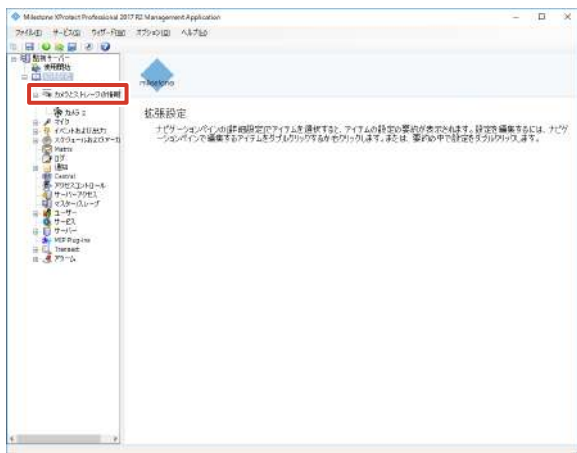 Milestone XProtect Professional 2017 R2 Management Application
ファイル(F) サービス(S) ウィザード(W) オプション(O) ヘルプ(H)
監視サーバー
使用開始
カメラとストレージの情報
milestone
拡張設定
ナビゲーションペインの[詳細設定]でアイテムを選択すると、アイテムの設定の要約が表示されます。設定を編集するには、ナビゲ
ーションペインで編集するアイテムをダブルクリックするか右クリックします。または、要約の中で設定をダブルクリックします。
カメラ
マイク
イベントおよび出力
スケジュールおよびアーカ
Matrix
ログ
通知
Central
アクセスコントロール
サーバーアクセス
マスター/スレーブ
ユーザー
サービス
サーバー
MIP Plug-ins
Transact
アラーム